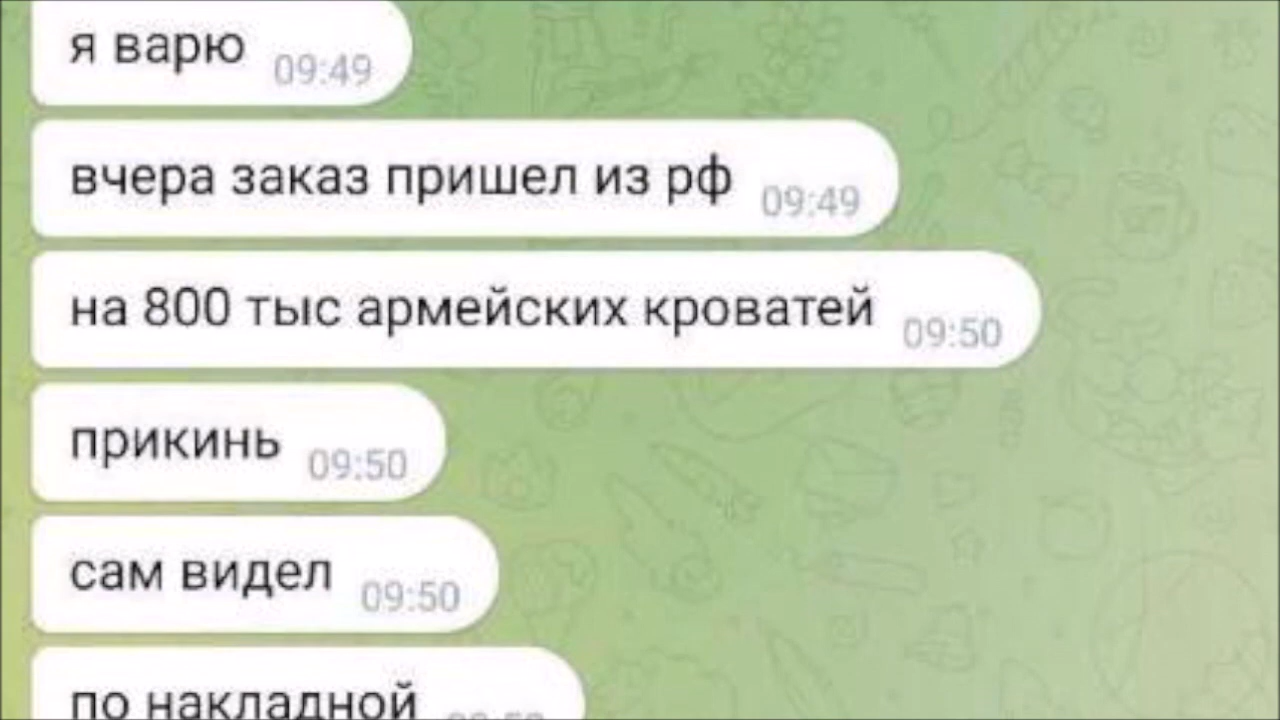 я варю 09:49
вчера заказ пришел из рф 09:49
на 800 тыс армейских кроватей 09:50
прикинь 09:50
сам видел 09:50
по накладной